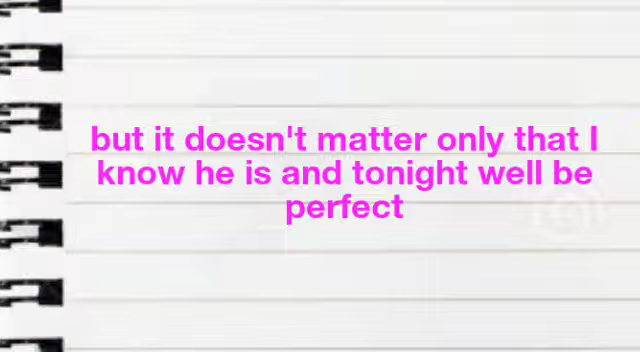 but it doesn't matter only that I
know he is and tonight well be
perfect